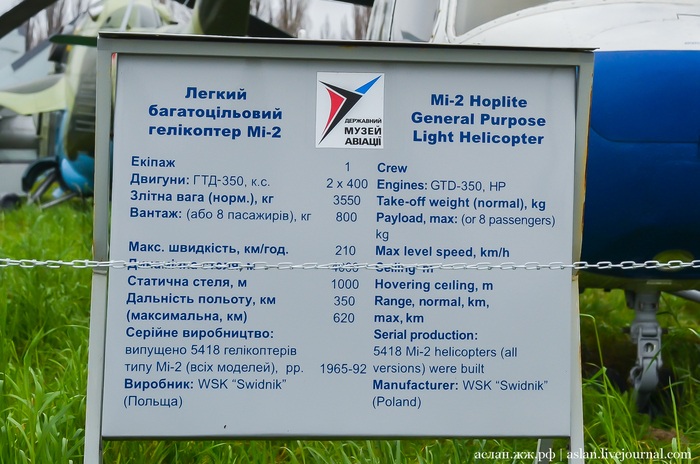 Легкий
багатоцільовий
гелікоптер Мі-2
ДЕРЖАВНИЙ
МУЗЕЙ
АВІАЦІЇ
Mi-2 Hoplite
General Purpose
Light Helicopter
Екіпаж 1 Crew
Двигуни: ГТД-350, к.с. 2 x 400 Engines: GTD-350, HP
Злітна вага (норм.), кг 3550 Take-off weight (normal), kg
Вантаж: (або 8 пасажирів), кг 800 Payload, max: (or 8 passengers)
kg
Макс. швидкість, км/год. 210 Max level speed, km/h
стеля, м Ceiling m
Статична стеля, м 1000 Hovering ceiling, m
Дальність польоту, км 350 Range, normal, km,
(максимальна, км) 620 max, km
Серійне виробництво: Serial production:
випущено 5418 гелікоптерів 5418 Mi-2 helicopters (all
типу Мі-2 (всіх моделей), рр. 1965-92 versions) were built
Виробник: WSK “Swidnik” Manufacturer: WSK “Swidnik”
(Польща) (Poland)
аслан.жж.рф | aslan.livejournal.com